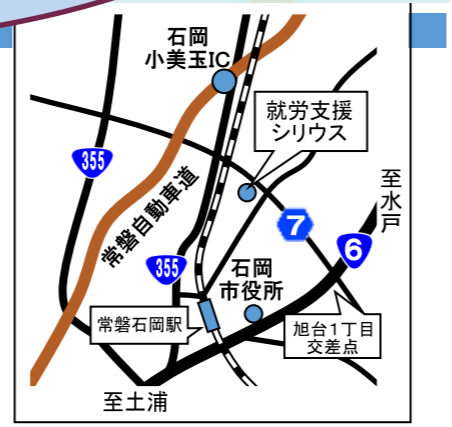 石岡
小美玉IC
就労支援
シリウス
355
常磐自動車道
至水戸
7
6
355
石岡
市役所
常磐石岡駅
旭台1丁目
交差点
至土浦